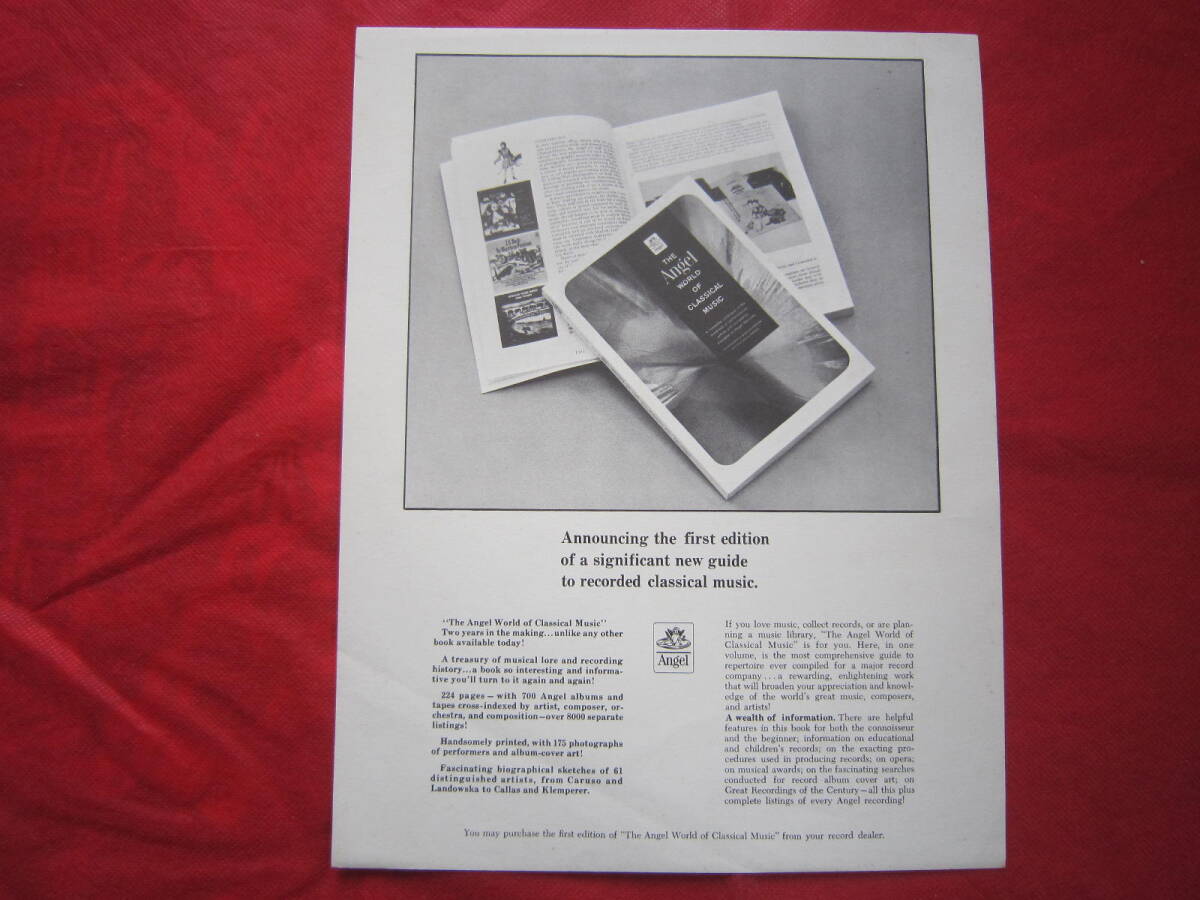 THE
Angel
WORLD
OF
CLASSICAL
MUSIC
Announcing the first edition
of a significant new guide
to recorded classical music.
"The Angel World of Classical Music"
Two years in the making...unlike any other
book available today!
A treasury of musical lore and recording
history...a book so interesting and informa-
tive you'll turn to it again and again!
224 pages—with 700 Angel albums and
tapes cross-indexed by artist, composer, or-
chestra, and composition—over 8000 separate
listings!
Handsomely printed, with 175 photographs
of performers and album-cover art!
Fascinating biographical sketches of 61
distinguished artists, from Caruso and
Landowska to Callas and Klemperer.
Angel
If you love music, collect records, or are plan-
ning a music library, "The Angel World of
Classical Music" is for you. Here, in one
volume, is the most comprehensive guide to
repertoire ever compiled for a major record
company...a rewarding, enlightening work
that will broaden your appreciation and knowl-
edge of the world's great music, composers,
and artists!
A wealth of information. There are helpful
features in this book for both the connoisseur
and the beginner; information on educational
and children's records; on the exacting pro-
cedures used in producing records; on opera;
on musical awards; on the fascinating searches
conducted for record album cover art; on
Great Recordings of the Century—all this plus
complete listings of every Angel recording!
You may purchase the first edition of "The Angel World of Classical Music" from your record dealer.